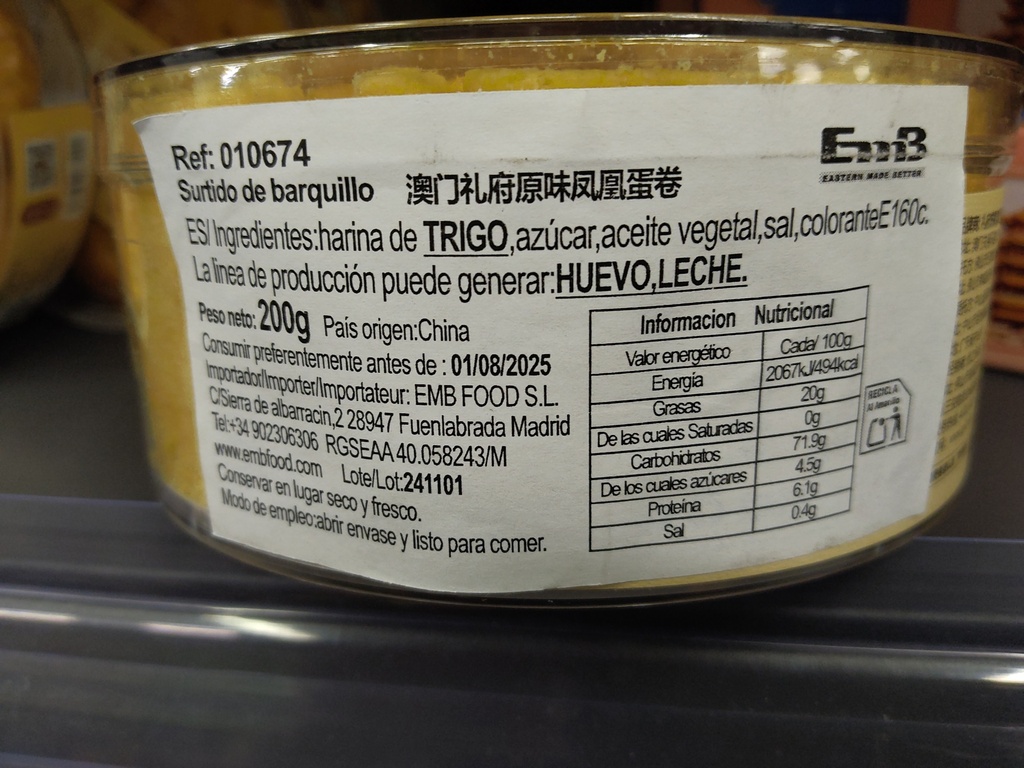 Ref: 010674
EmB
EASTERN MADE BETTER
Surtido de barquillo 澳门礼府原味凤凰蛋卷
ES/ Ingredientes:harina de TRIGO,azúcar,aceite vegetal,sal,coloranteE160c.
La linea de producción puede generar:HUEVO,LECHE.
Peso neto: 200g País origen:China
Consumir preferentemente antes de : 01/08/2025
Importador/Importer/Importateur: EMB FOOD S.L.
C/Sierra de albarracin,2 28947 Fuenlabrada Madrid
Tel:+34 902306306 RGSEAA 40.058243/M
www.embfood.com Lote/Lot:241101
Conservar en lugar seco y fresco.
Modo de empleo:abrir envase y listo para comer.
Informacion Nutricional
Valor energético Cada/ 100g
Energía 2067kJ/494kcal
Grasas 20g
De las cuales Saturadas 0g
Carbohidratos 71.9g
De los cuales azúcares 4.5g
Proteína 6.1g
Sal 0.4g
RECICLA
Al Amarillo